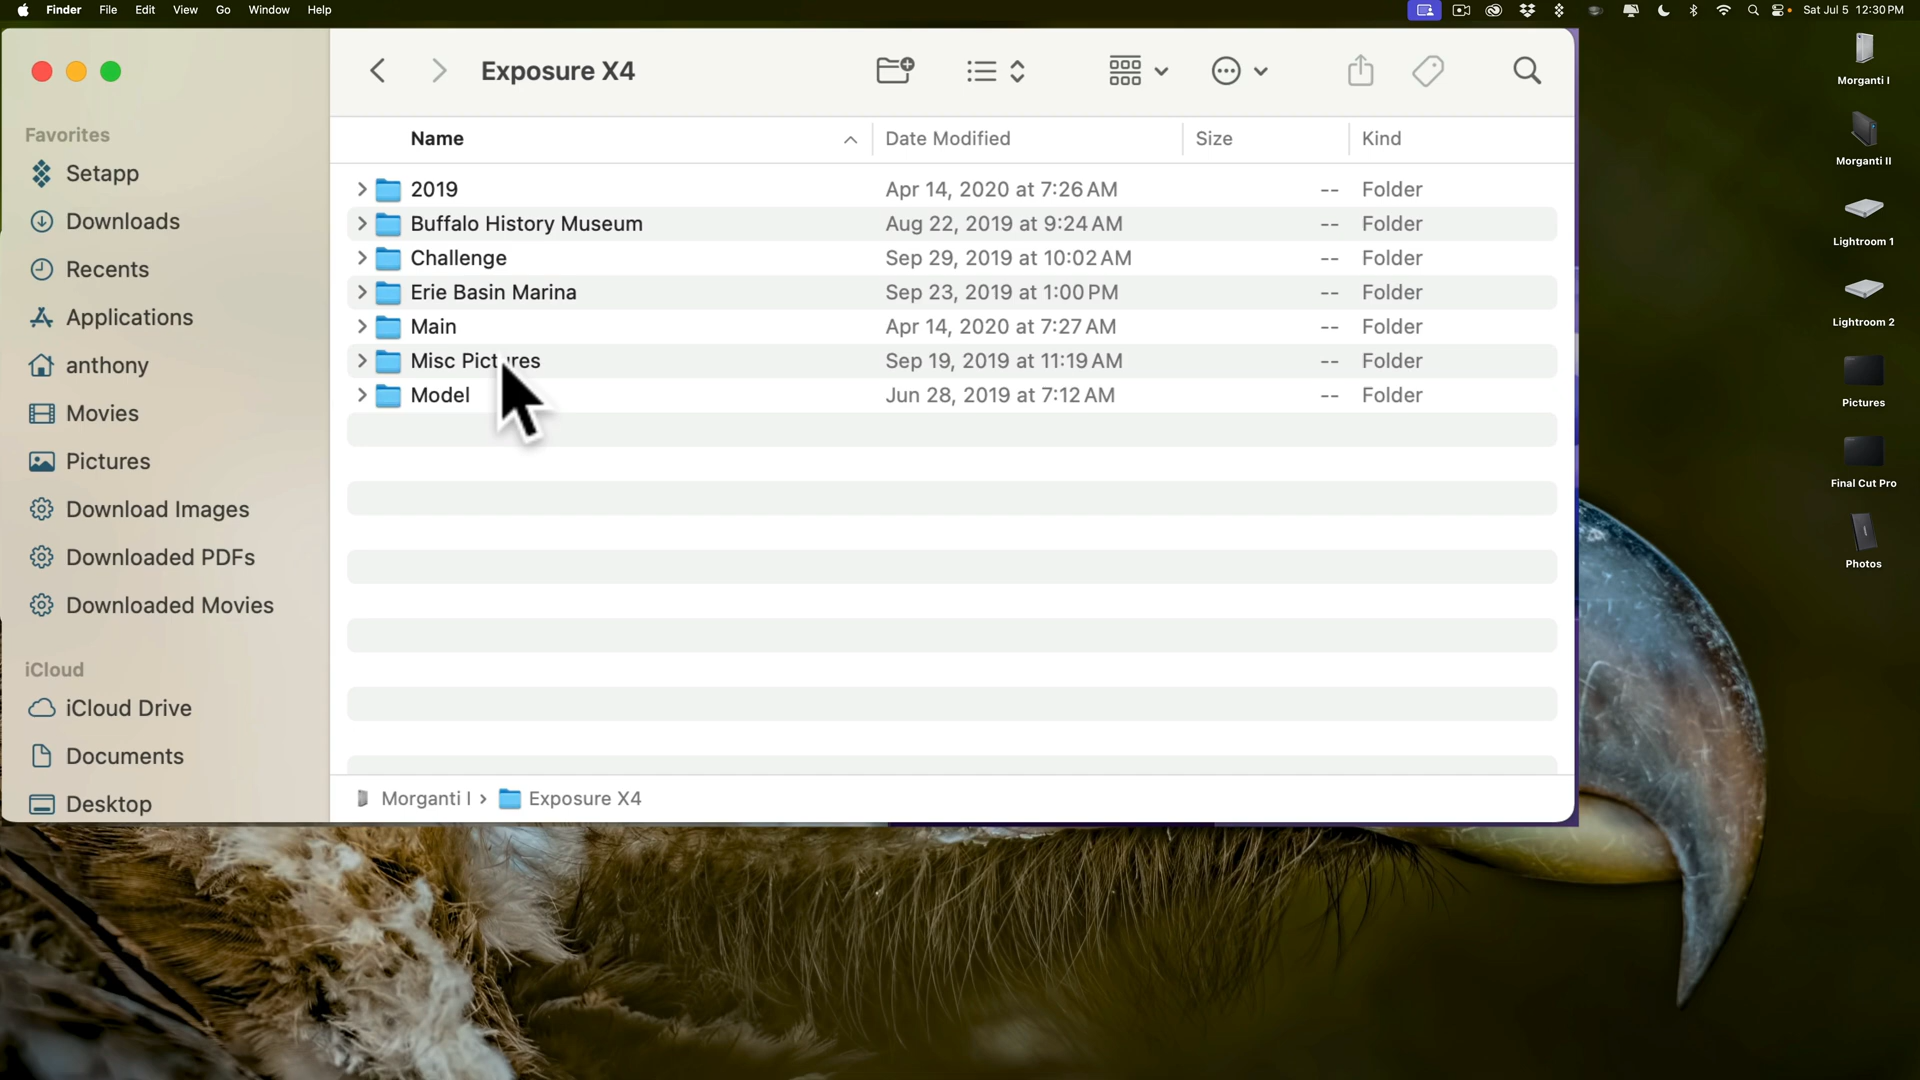 Finder File Edit View Go Window Help
Sat Jul 5 12:30 PM
Exposure X4
Favorites
Setapp
Downloads
Recents
Applications
anthony
Movies
Pictures
Download Images
Downloaded PDFs
Downloaded Movies
iCloud
iCloud Drive
Documents
Desktop
Name Date Modified Size Kind
2019 Apr 14, 2020 at 7:26 AM -- Folder
Buffalo History Museum Aug 22, 2019 at 9:24 AM -- Folder
Challenge Sep 29, 2019 at 10:02 AM -- Folder
Erie Basin Marina Sep 23, 2019 at 1:00 PM -- Folder
Main Apr 14, 2020 at 7:27 AM -- Folder
Misc Pictures Sep 19, 2019 at 11:19 AM -- Folder
Model Jun 28, 2019 at 7:12 AM -- Folder
Morganti I › Exposure X4
Morganti I
Morganti II
Lightroom 1
Lightroom 2
Pictures
Final Cut Pro
Photos